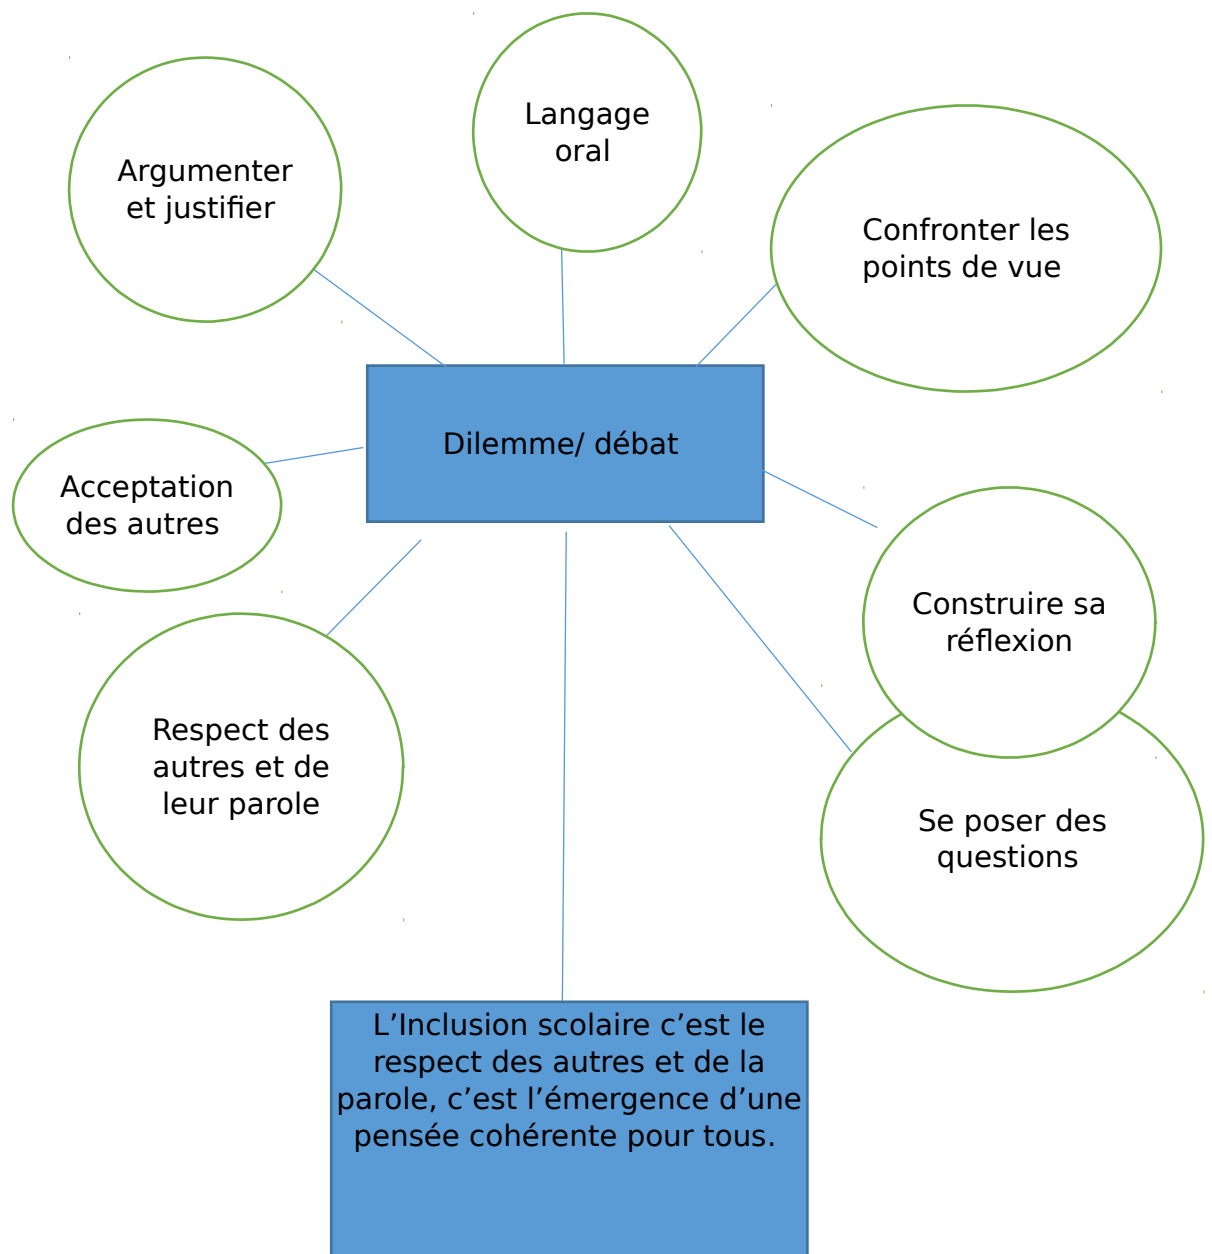 Langage
oral
Argumenter
et justifier
Confronter les
points de vue
Dilemme/ débat
Acceptation
des autres
Construire sa
réflexion
Respect des
autres et de
leur parole
Se poser des
questions
L’Inclusion scolaire c’est le
respect des autres et de la
parole, c’est l’émergence d’une
pensée cohérente pour tous.